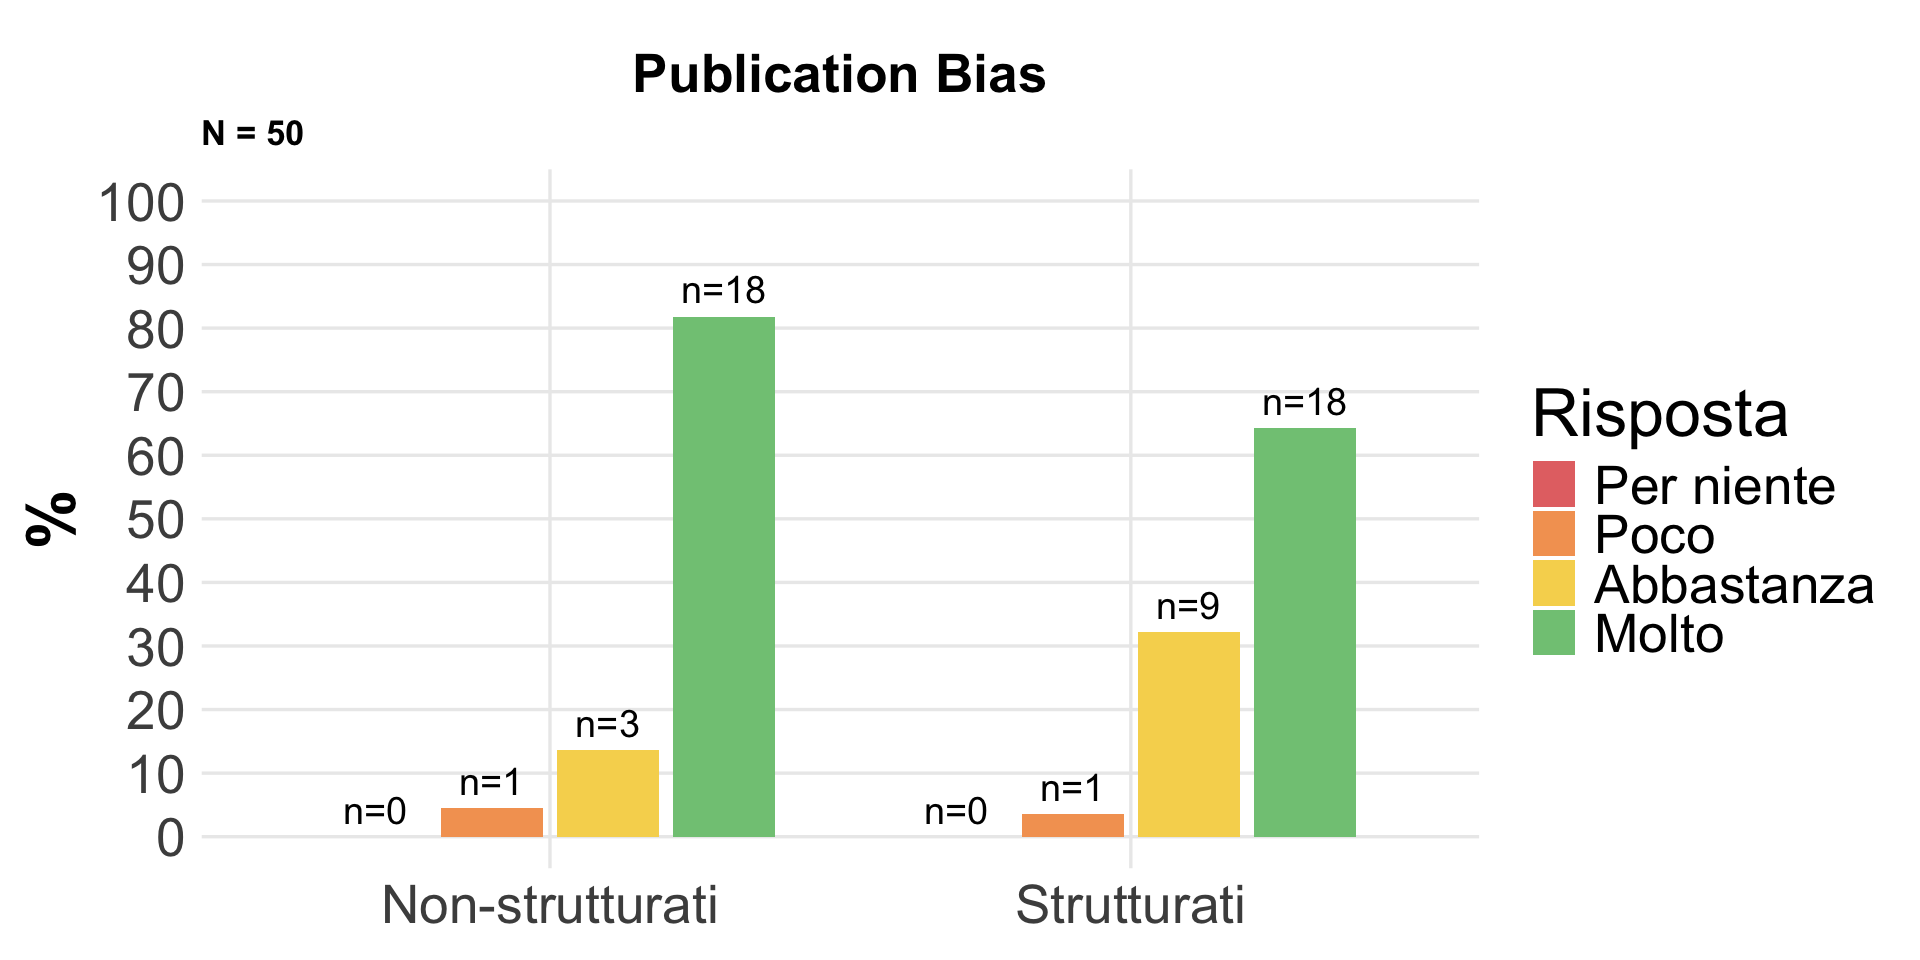 Publication Bias
N = 50
%
100
90
80
70
60
50
40
30
20
10
0
n=0
n=1
n=3
n=18
n=0
n=1
n=9
n=18
Non-strutturati
Strutturati
Risposta
Per niente
Poco
Abbastanza
Molto